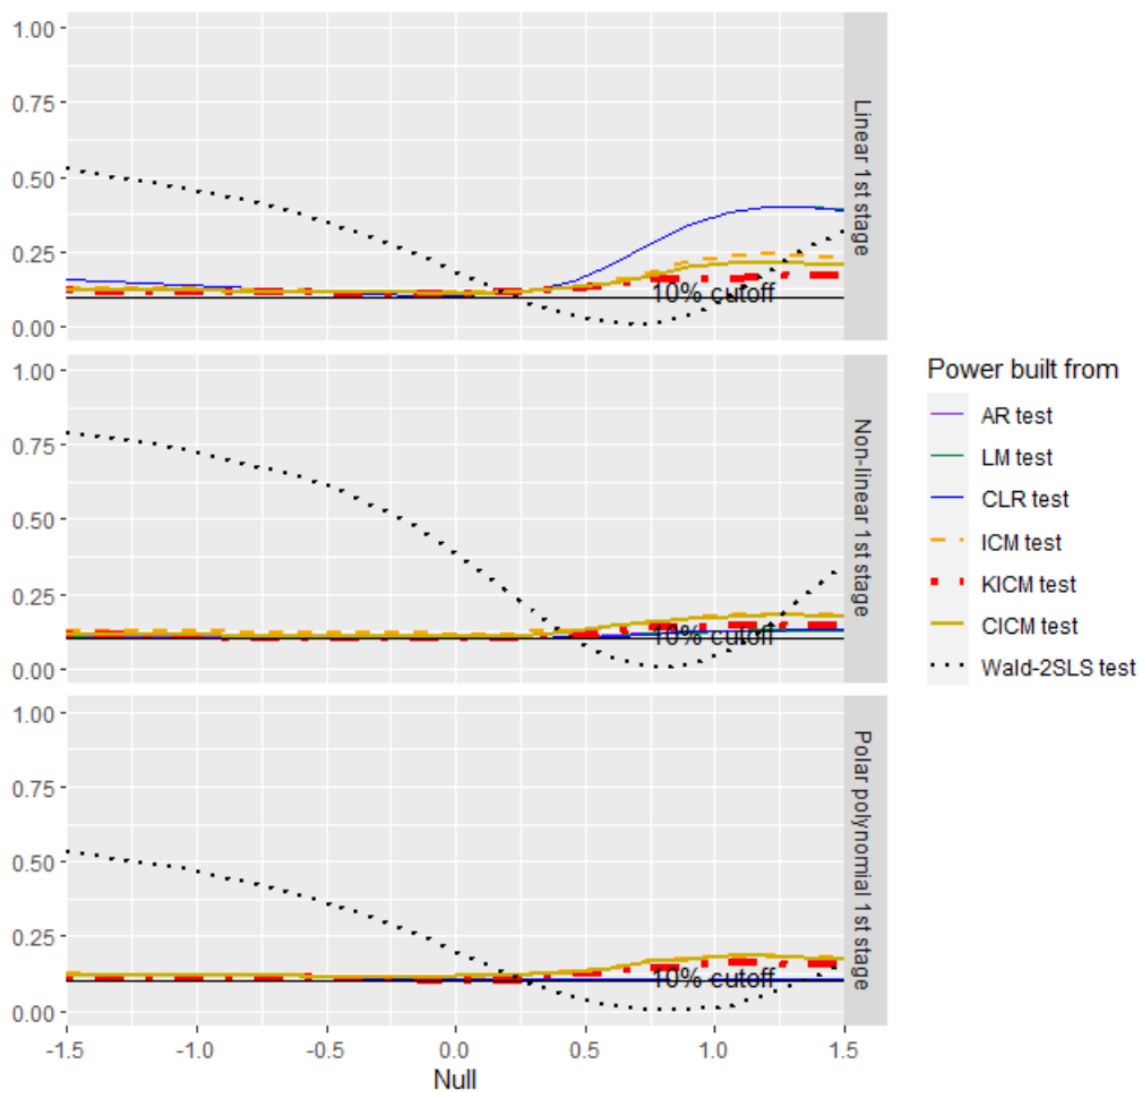 1.00
0.75
0.50
0.25
0.00
10% cutoff
Linear 1st stage
1.00
0.75
0.50
0.25
0.00
10% cutoff
Non-linear 1st stage
1.00
0.75
0.50
0.25
0.00
10% cutoff
Polar polynomial 1st stage
-1.5 -1.0 -0.5 0.0 0.5 1.0 1.5
Null
Power built from
AR test
LM test
CLR test
ICM test
KICM test
CICM test
Wald-2SLS test